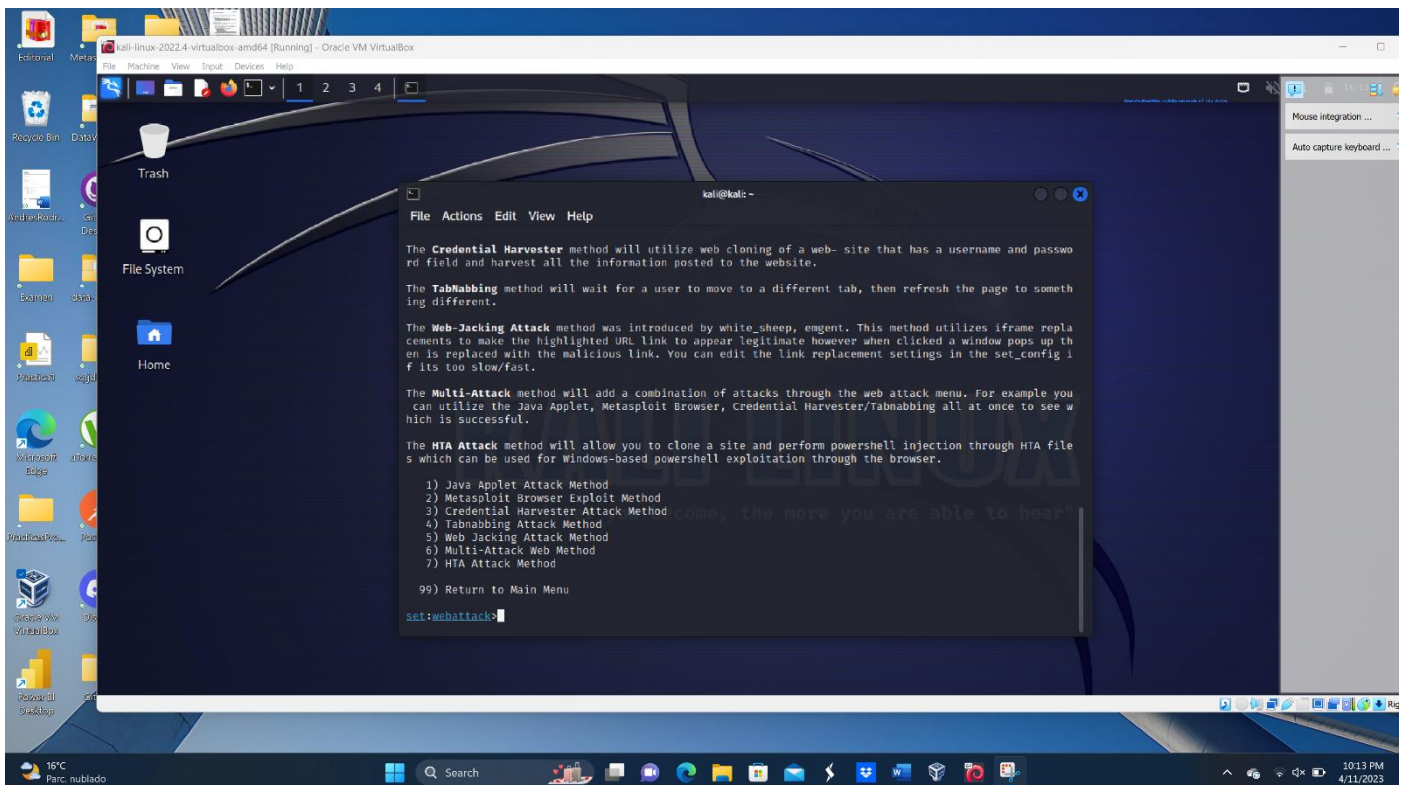 Editorial
Metas
kali-linux-2022.4-virtualbox-amd64 [Running] - Oracle VM VirtualBox
File Machine View Input Devices Help
1 2 3 4
Mouse integration ...
Auto capture keyboard ...
Recycle Bin
Trash
File System
Home
kali@kali: ~
File Actions Edit View Help
The Credential Harvester method will utilize web cloning of a web- site that has a username and passwo
rd field and harvest all the information posted to the website.
The TabNabbing method will wait for a user to move to a different tab, then refresh the page to someth
ing different.
The Web-Jacking Attack method was introduced by white_sheep, emgent. This method utilizes iframe repla
cements to make the highlighted URL link to appear legitimate however when clicked a window pops up th
en is replaced with the malicious link. You can edit the link replacement settings in the set_config i
f its too slow/fast.
The Multi-Attack method will add a combination of attacks through the web attack menu. For example you
can utilize the Java Applet, Metasploit Browser, Credential Harvester/Tabnabbing all at once to see w
hich is successful.
The HTA Attack method will allow you to clone a site and perform powershell injection through HTA file
s which can be used for Windows-based powershell exploitation through the browser.
1) Java Applet Attack Method
2) Metasploit Browser Exploit Method
3) Credential Harvester Attack Method
4) Tabnabbing Attack Method
5) Web Jacking Attack Method
6) Multi-Attack Web Method
7) HTA Attack Method
99) Return to Main Menu
set:webattack>
KALI LINUX
come, the more you are able to hear"
Examen
Microsoft
Edge
Oracle VM
VirtualBox
Power BI
Desktop
16°C
Parc. nublado
Search
10:13 PM
4/11/2023